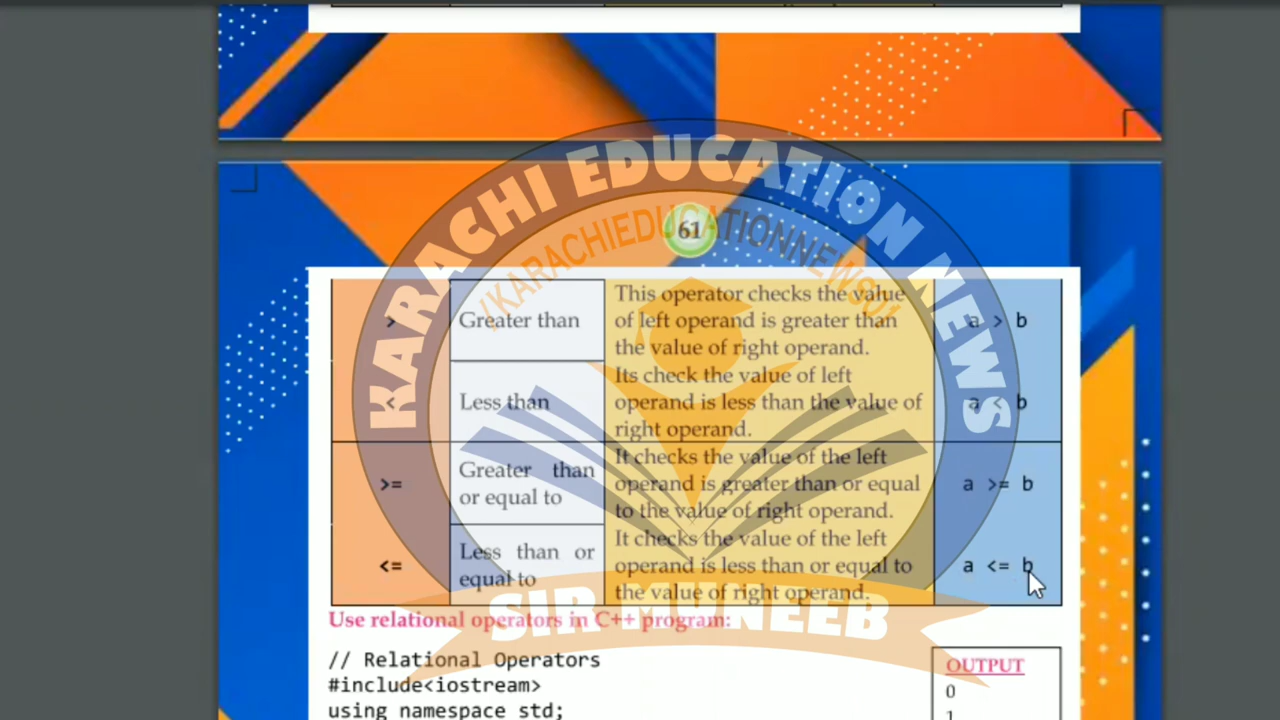 61
KARACHI EDUCATION NEWS
/KARACHIEDUCATIONNEWS01
> Greater than This operator checks the value of left operand is greater than the value of right operand. a > b
< Less than Its check the value of left operand is less than the value of right operand. a < b
>= Greater than or equal to It checks the value of the left operand is greater than or equal to the value of right operand. a >= b
<= Less than or equal to It checks the value of the left operand is less than or equal to the value of right operand. a <= b
SIR MUNEEB
Use relational operators in C++ program:
// Relational Operators
#include<iostream>
using namespace std;
OUTPUT
0
1